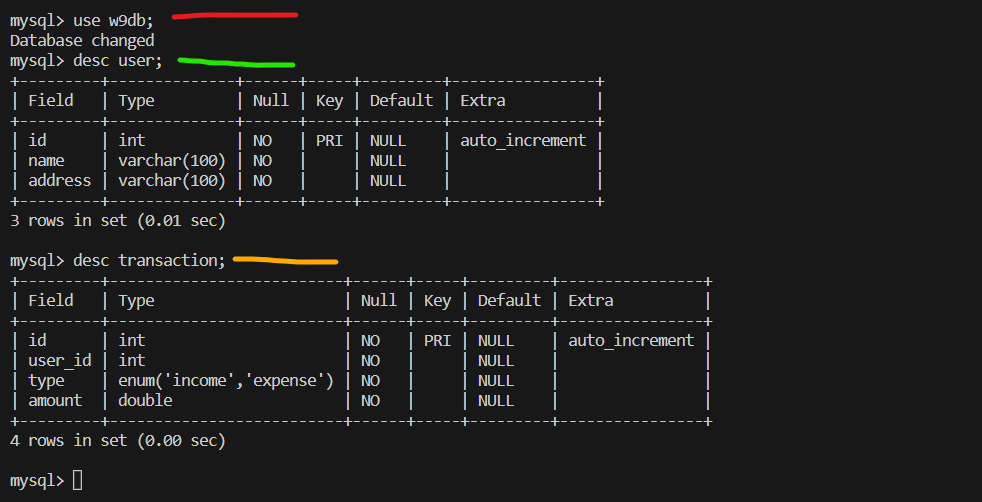 mysql> use w9db;
Database changed
mysql> desc user;
+---------+--------------+------+-----+---------+----------------+
| Field   | Type         | Null | Key | Default | Extra          |
+---------+--------------+------+-----+---------+----------------+
| id      | int          | NO   | PRI | NULL    | auto_increment |
| name    | varchar(100) | NO   |     | NULL    |                |
| address | varchar(100) | NO   |     | NULL    |                |
+---------+--------------+------+-----+---------+----------------+
3 rows in set (0.01 sec)
mysql> desc transaction;
+---------+--------------------------+------+-----+---------+----------------+
| Field   | Type                     | Null | Key | Default | Extra          |
+---------+--------------------------+------+-----+---------+----------------+
| id      | int                      | NO   | PRI | NULL    | auto_increment |
| user_id | int                      | NO   |     | NULL    |                |
| type    | enum('income','expense') | NO   |     | NULL    |                |
| amount  | double                   | NO   |     | NULL    |                |
+---------+--------------------------+------+-----+---------+----------------+
4 rows in set (0.00 sec)
mysql>